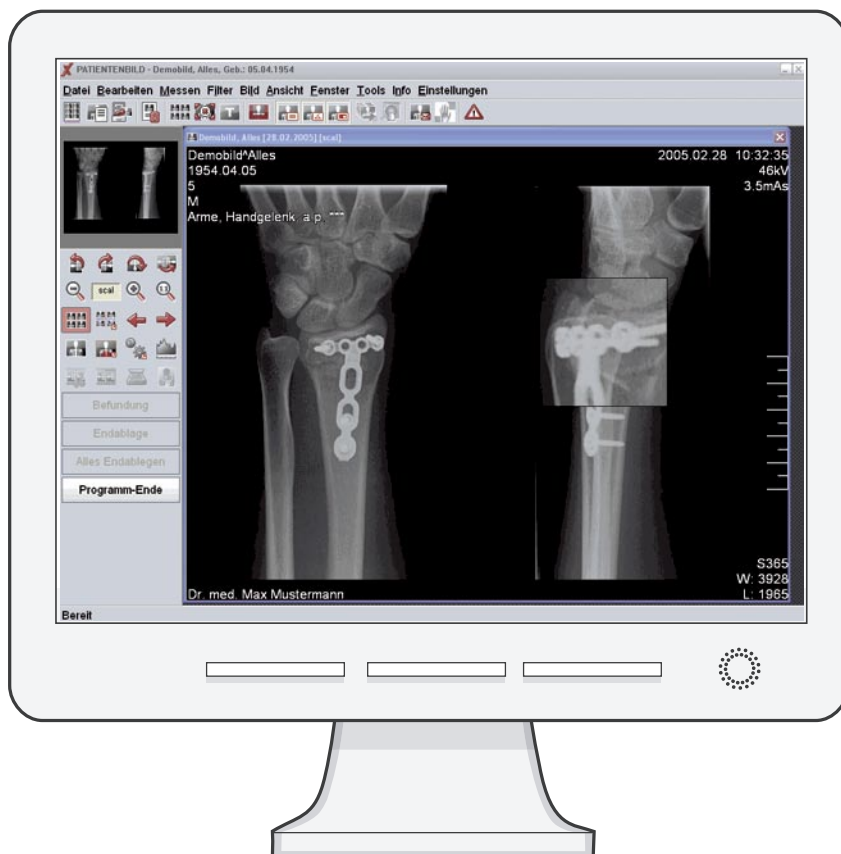 PATIENTENBILD - Demobild, Alles, Geb.: 05.04.1954
Datei Bearbeiten Messen Filter Bild Ansicht Fenster Tools Info Einstellungen
Demobild, Alles [28.02.2005] [scal]
Demobild^Alles
1954.04.05
5
M
Arme, Handgelenk, a.p. ***
2005.02.28 10:32:35
46kV
3.5mAs
scal
1:1
Befundung
Endablage
Alles Endablegen
Programm-Ende
S365
W: 3928
L: 1965
Dr. med. Max Mustermann
Bereit